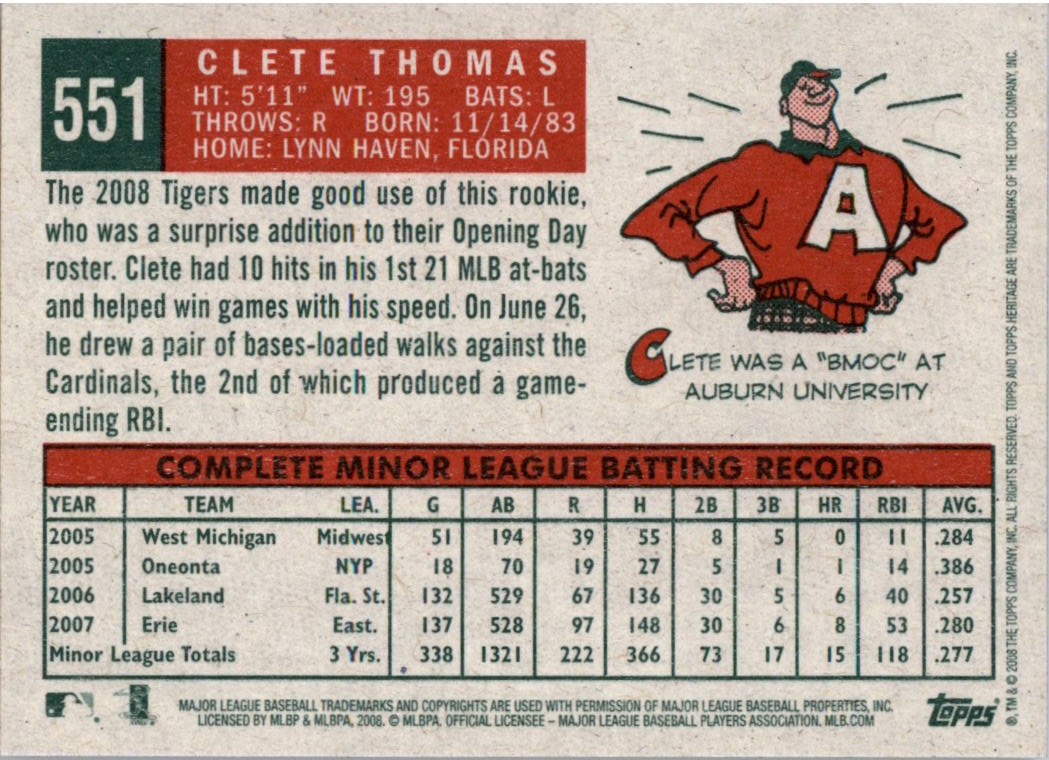 551
CLETE THOMAS
HT: 5'11" WT: 195 BATS: L
THROWS: R BORN: 11/14/83
HOME: LYNN HAVEN, FLORIDA
The 2008 Tigers made good use of this rookie,
who was a surprise addition to their Opening Day
roster. Clete had 10 hits in his 1st 21 MLB at-bats
and helped win games with his speed. On June 26,
he drew a pair of bases-loaded walks against the
Cardinals, the 2nd of which produced a game-
ending RBI.
A
CLETE WAS A "BMOC" AT
AUBURN UNIVERSITY
COMPLETE MINOR LEAGUE BATTING RECORD
YEAR TEAM LEA. G AB R H 2B 3B HR RBI AVG.
2005 West Michigan Midwest 51 194 39 55 8 5 0 11 .284
2005 Oneonta NYP 18 70 19 27 5 1 1 14 .386
2006 Lakeland Fla. St. 132 529 67 136 30 5 6 40 .257
2007 Erie East. 137 528 97 148 30 6 8 53 .280
Minor League Totals 3 Yrs. 338 1321 222 366 73 17 15 118 .277
MAJOR LEAGUE BASEBALL TRADEMARKS AND COPYRIGHTS ARE USED WITH PERMISSION OF MAJOR LEAGUE BASEBALL PROPERTIES, INC.
LICENSED BY MLBP & MLBPA, 2008. © MLBPA. OFFICIAL LICENSEE – MAJOR LEAGUE BASEBALL PLAYERS ASSOCIATION. MLB.COM
Topps
®, TM & © 2008 THE TOPPS COMPANY, INC. ALL RIGHTS RESERVED. TOPPS AND TOPPS HERITAGE ARE TRADEMARKS OF THE TOPPS COMPANY, INC.